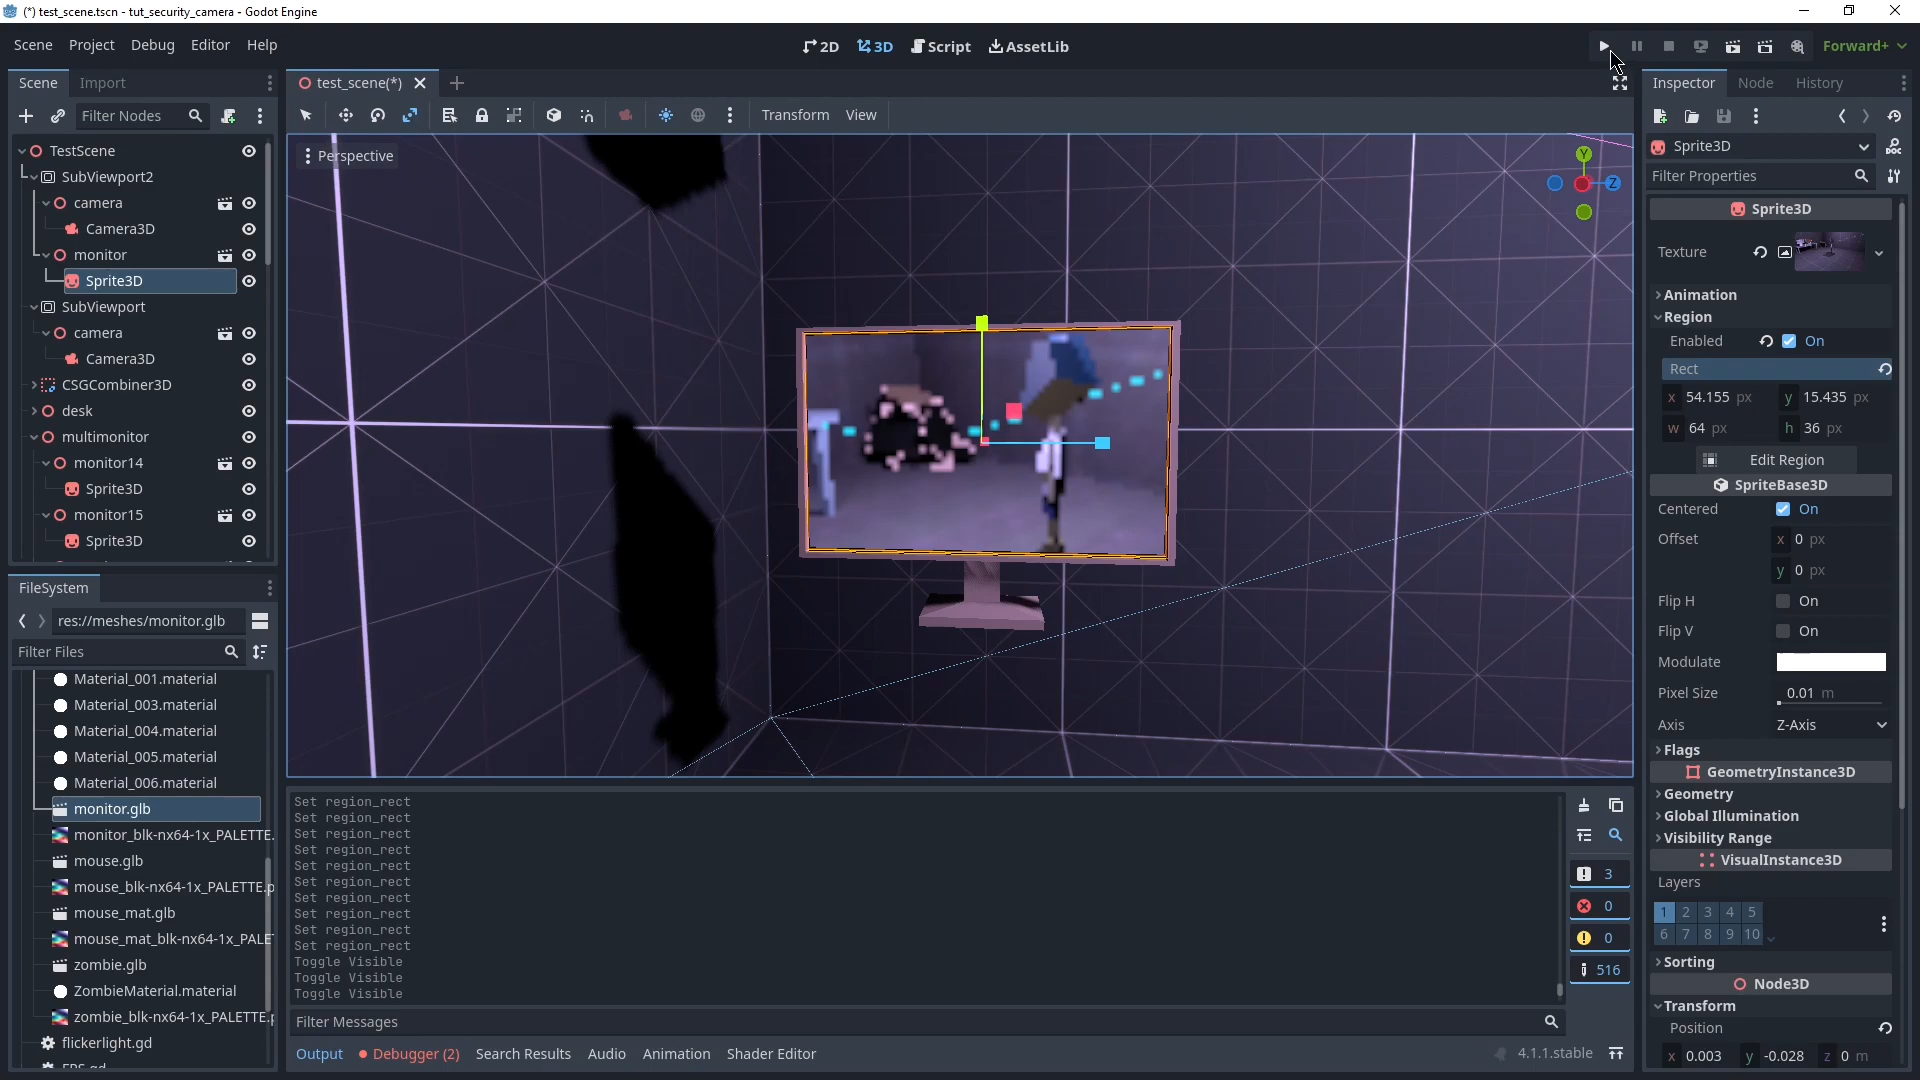 (*) test_scene.tscn - tut_security_camera - Godot Engine
Scene Project Debug Editor Help
2D 3D Script AssetLib
Forward+
Scene Import
test_scene(*)
Inspector Node History
Filter Nodes
Transform View
TestScene
SubViewport2
camera
Camera3D
monitor
Sprite3D
SubViewport
camera
Camera3D
CSGCombiner3D
desk
multimonitor
monitor14
Sprite3D
monitor15
Sprite3D
Perspective
Y
Z
FileSystem
res://meshes/monitor.glb
Filter Files
Material_001.material
Material_003.material
Material_004.material
Material_005.material
Material_006.material
monitor.glb
monitor_blk-nx64-1x_PALETTE.
mouse.glb
mouse_blk-nx64-1x_PALETTE.p
mouse_mat.glb
mouse_mat_blk-nx64-1x_PALE
zombie.glb
ZombieMaterial.material
zombie_blk-nx64-1x_PALETTE.p
flickerlight.gd
Set region_rect
Set region_rect
Set region_rect
Set region_rect
Set region_rect
Set region_rect
Set region_rect
Set region_rect
Set region_rect
Set region_rect
Toggle Visible
Toggle Visible
Toggle Visible
3
0
0
516
Filter Messages
Output Debugger (2) Search Results Audio Animation Shader Editor
4.1.1.stable
Sprite3D
Filter Properties
Sprite3D
Texture
Animation
Region
Enabled On
Rect
x 54.155 px y 15.435 px
w 64 px h 36 px
Edit Region
SpriteBase3D
Centered On
Offset x 0 px
y 0 px
Flip H On
Flip V On
Modulate
Pixel Size 0.01 m
Axis Z-Axis
Flags
GeometryInstance3D
Geometry
Global Illumination
Visibility Range
VisualInstance3D
Layers
1 2 3 4 5
6 7 8 9 10
Sorting
Node3D
Transform
Position
x 0.003 y -0.028 z 0 m